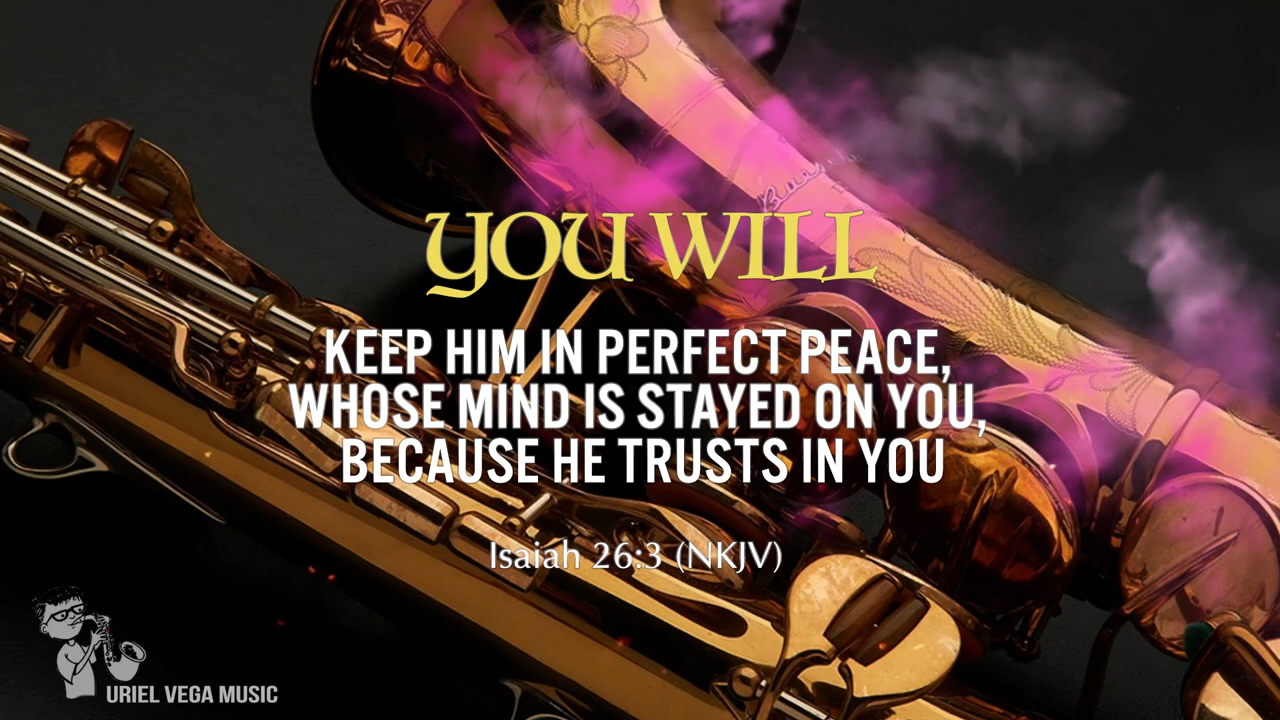 YOU WILL
KEEP HIM IN PERFECT PEACE,
WHOSE MIND IS STAYED ON YOU,
BECAUSE HE TRUSTS IN YOU
Isaiah 26:3 (NKJV)
URIEL VEGA MUSIC